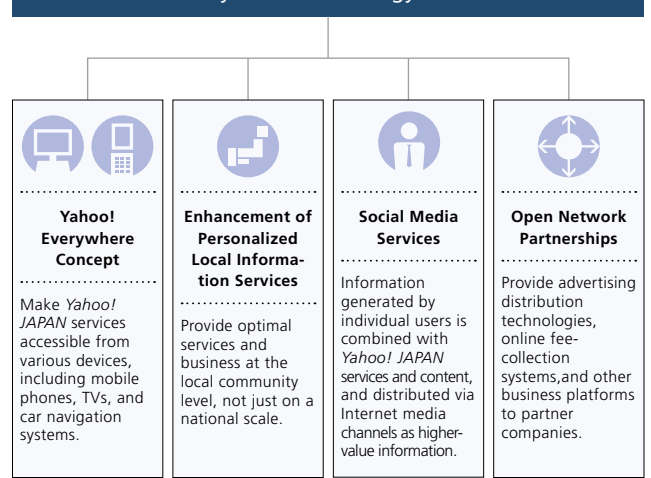 Yahoo!
Everywhere
Concept
Make Yahoo!
JAPAN services
accessible from
various devices,
including mobile
phones, TVs, and
car navigation
systems.
Enhancement of
Personalized
Local Informa-
tion Services
Provide optimal
services and
business at the
local community
level, not just on a
national scale.
Social Media
Services
Information
generated by
individual users is
combined with
Yahoo! JAPAN
services and content,
and distributed via
Internet media
channels as higher-
value information.
Open Network
Partnerships
Provide advertising
distribution
technologies,
online fee-
collection
systems,and other
business platforms
to partner
companies.